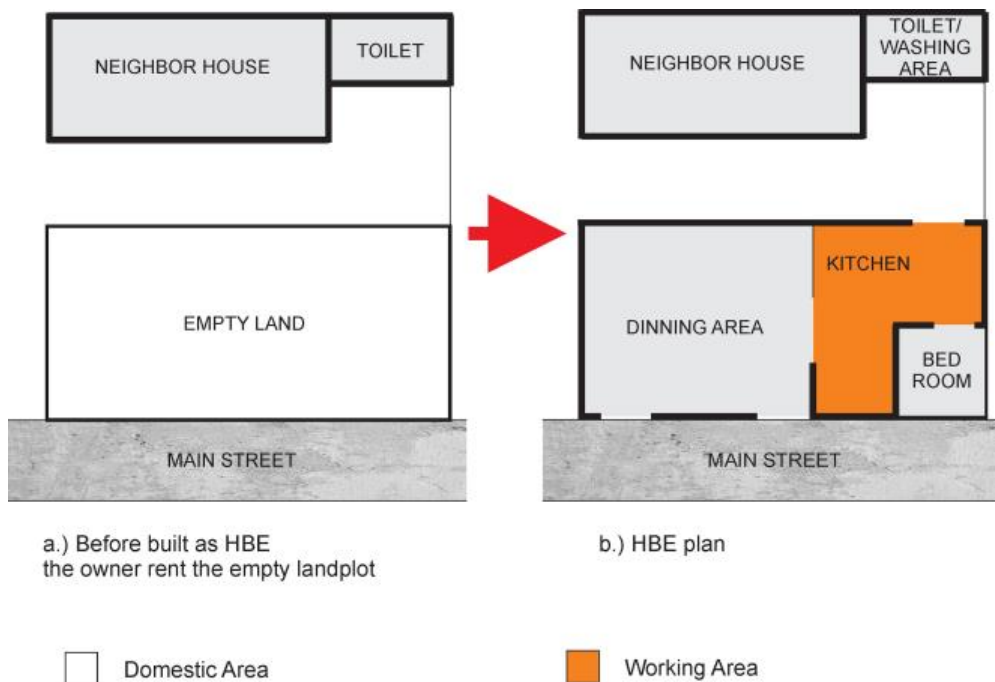 NEIGHBOR HOUSE
TOILET
EMPTY LAND
MAIN STREET
a.) Before built as HBE
the owner rent the empty landplot
NEIGHBOR HOUSE
TOILET/
WASHING
AREA
KITCHEN
DINNING AREA
BED
ROOM
MAIN STREET
b.) HBE plan
Domestic Area
Working Area